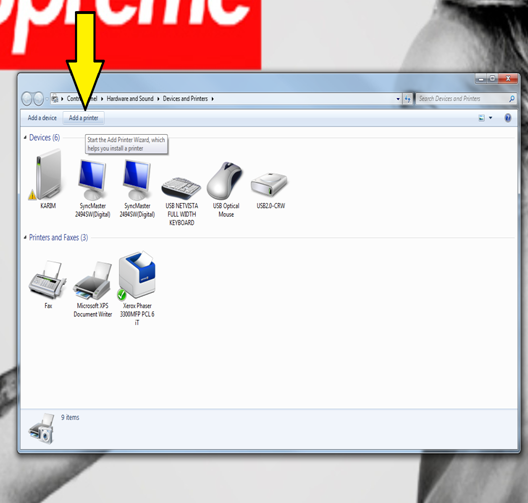 Hardware and Sound
Devices and Printers
Search Devices and Printers
Add a device
Add a printer
Start the Add Printer Wizard, which
helps you install a printer
Devices (6)
KARIM
SyncMaster
2494SW(Digital)
SyncMaster
2494SW(Digital)
USB NETVISTA
FULL WIDTH
KEYBOARD
USB Optical
Mouse
USB2.0-CRW
Printers and Faxes (3)
Fax
Microsoft XPS
Document Writer
Xerox Phaser
3300MFP PCL 6
iT
9 items